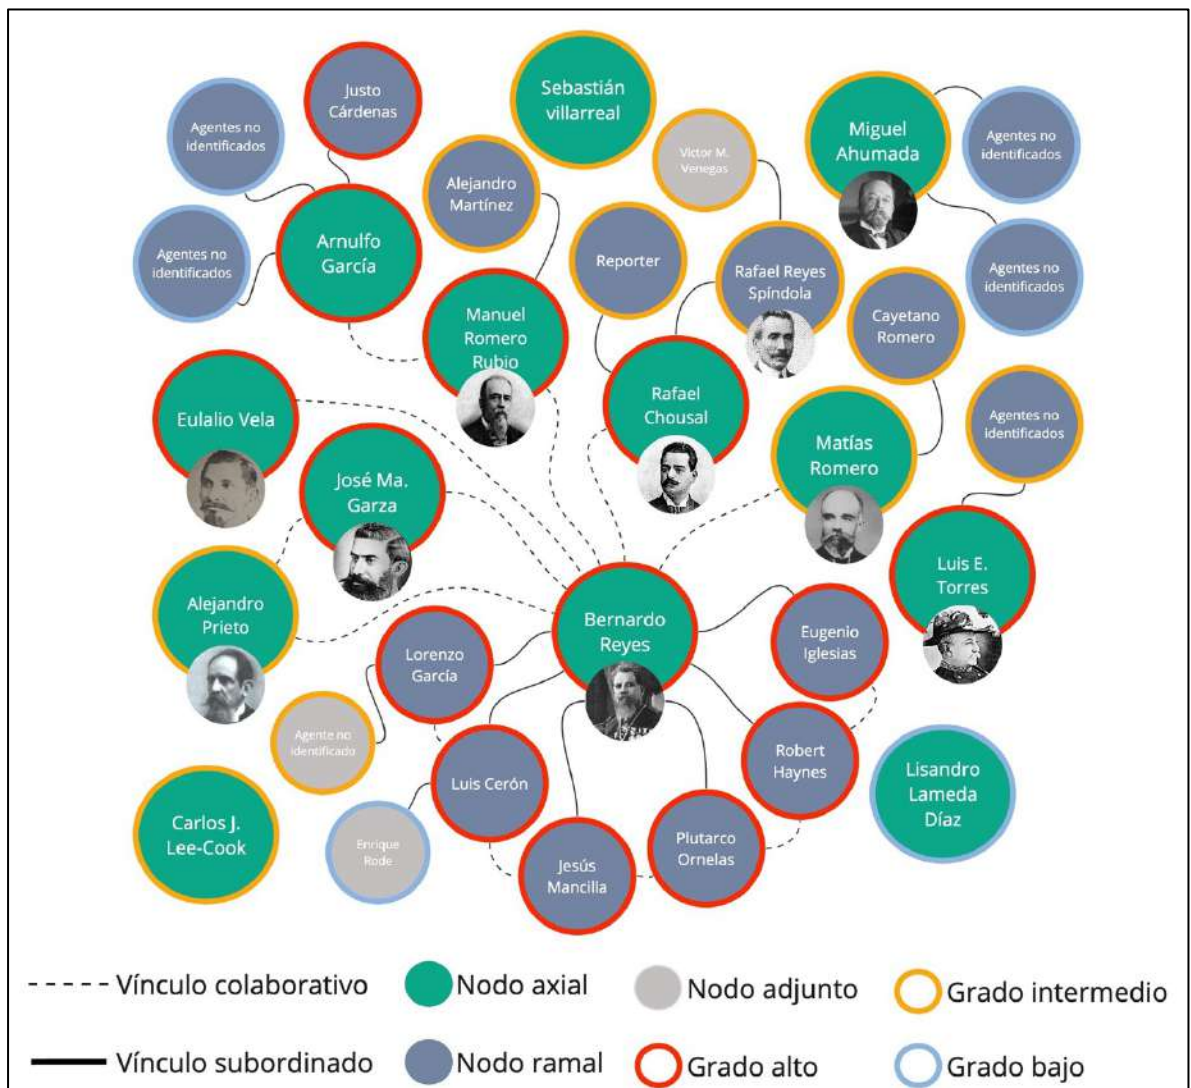 Justo
Cárdenas
Agentes no
identificados
Sebastián
villarreal
Miguel
Ahumada
Agentes no
identificados
Victor M.
Venegas
Alejandro
Martínez
Agentes no
identificados
Arnulfo
García
Reporter
Rafael Reyes
Spíndola
Agentes no
identificados
Manuel
Romero
Rubio
Cayetano
Romero
Eulalio Vela
Rafael
Chousal
Matías
Romero
Agentes no
identificados
José Ma.
Garza
Luis E.
Torres
Alejandro
Prieto
Bernardo
Reyes
Eugenio
Iglesias
Lorenzo
García
Agente no
identificado
Robert
Haynes
Luis Cerón
Lisandro
Lameda
Díaz
Carlos J.
Lee-Cook
Enrique
Rode
Plutarco
Ornelas
Jesús
Mancilla
Vínculo colaborativo
Nodo axial
Nodo adjunto
Grado intermedio
Vínculo subordinado
Nodo ramal
Grado alto
Grado bajo